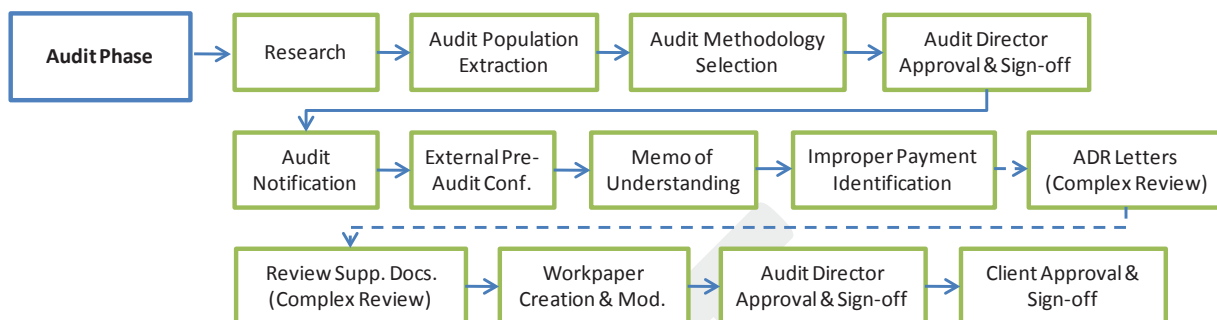 Audit Phase
Research
Audit Population
Extraction
Audit Methodology
Selection
Audit Director
Approval & Sign-off
Audit
Notification
External Pre-
Audit Conf.
Memo of
Understanding
Improper Payment
Identification
ADR Letters
(Complex Review)
Review Supp. Docs.
(Complex Review)
Workpaper
Creation & Mod.
Audit Director
Approval & Sign-off
Client Approval &
Sign-off